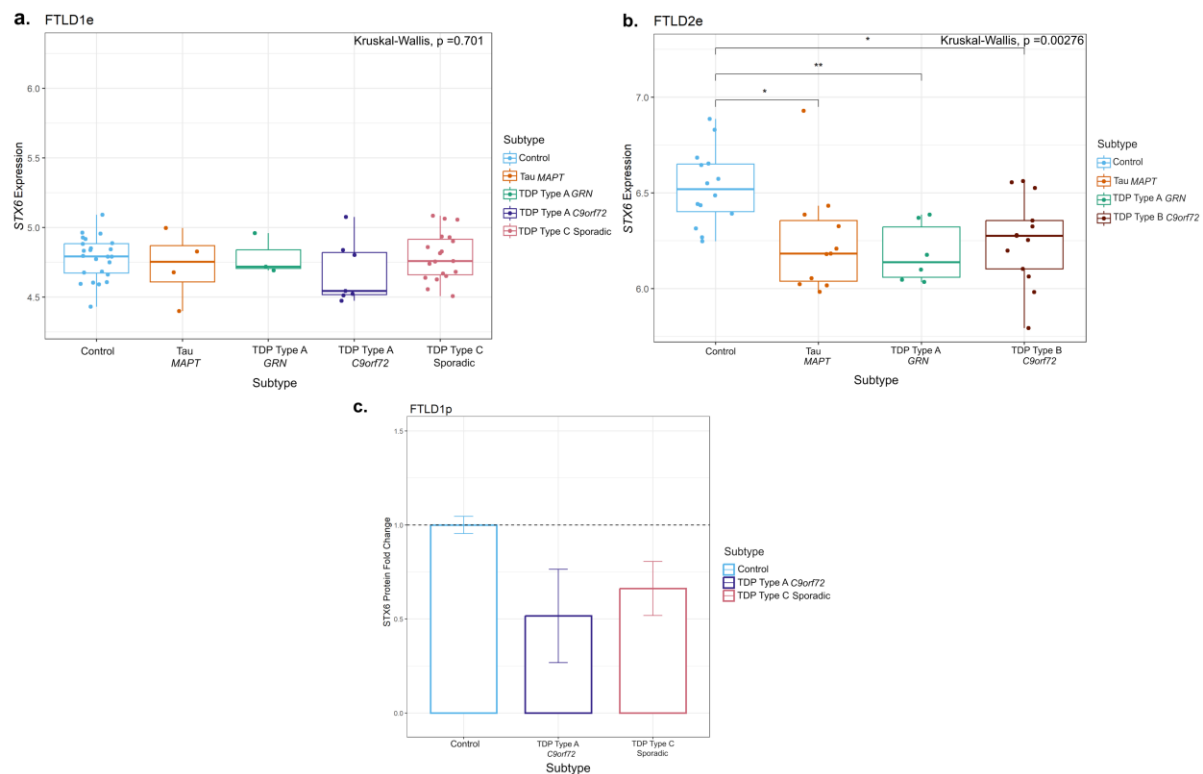 a. FTLD1e
Kruskal-Wallis, p =0.701
STX6 Expression
6.0
5.5
5.0
4.5
Control
Tau
MAPT
TDP Type A
GRN
TDP Type A
C9orf72
TDP Type C
Sporadic
Subtype
Subtype
Control
Tau MAPT
TDP Type A GRN
TDP Type A C9orf72
TDP Type C Sporadic
b. FTLD2e
Kruskal-Wallis, p =0.00276
*
**
*
STX6 Expression
7.0
6.5
6.0
Control
Tau
MAPT
TDP Type A
GRN
TDP Type B
C9orf72
Subtype
Subtype
Control
Tau MAPT
TDP Type A GRN
TDP Type B C9orf72
c. FTLD1p
STX6 Protein Fold Change
1.5
1.0
0.5
0.0
Control
TDP Type A
C9orf72
TDP Type C
Sporadic
Subtype
Subtype
Control
TDP Type A C9orf72
TDP Type C Sporadic